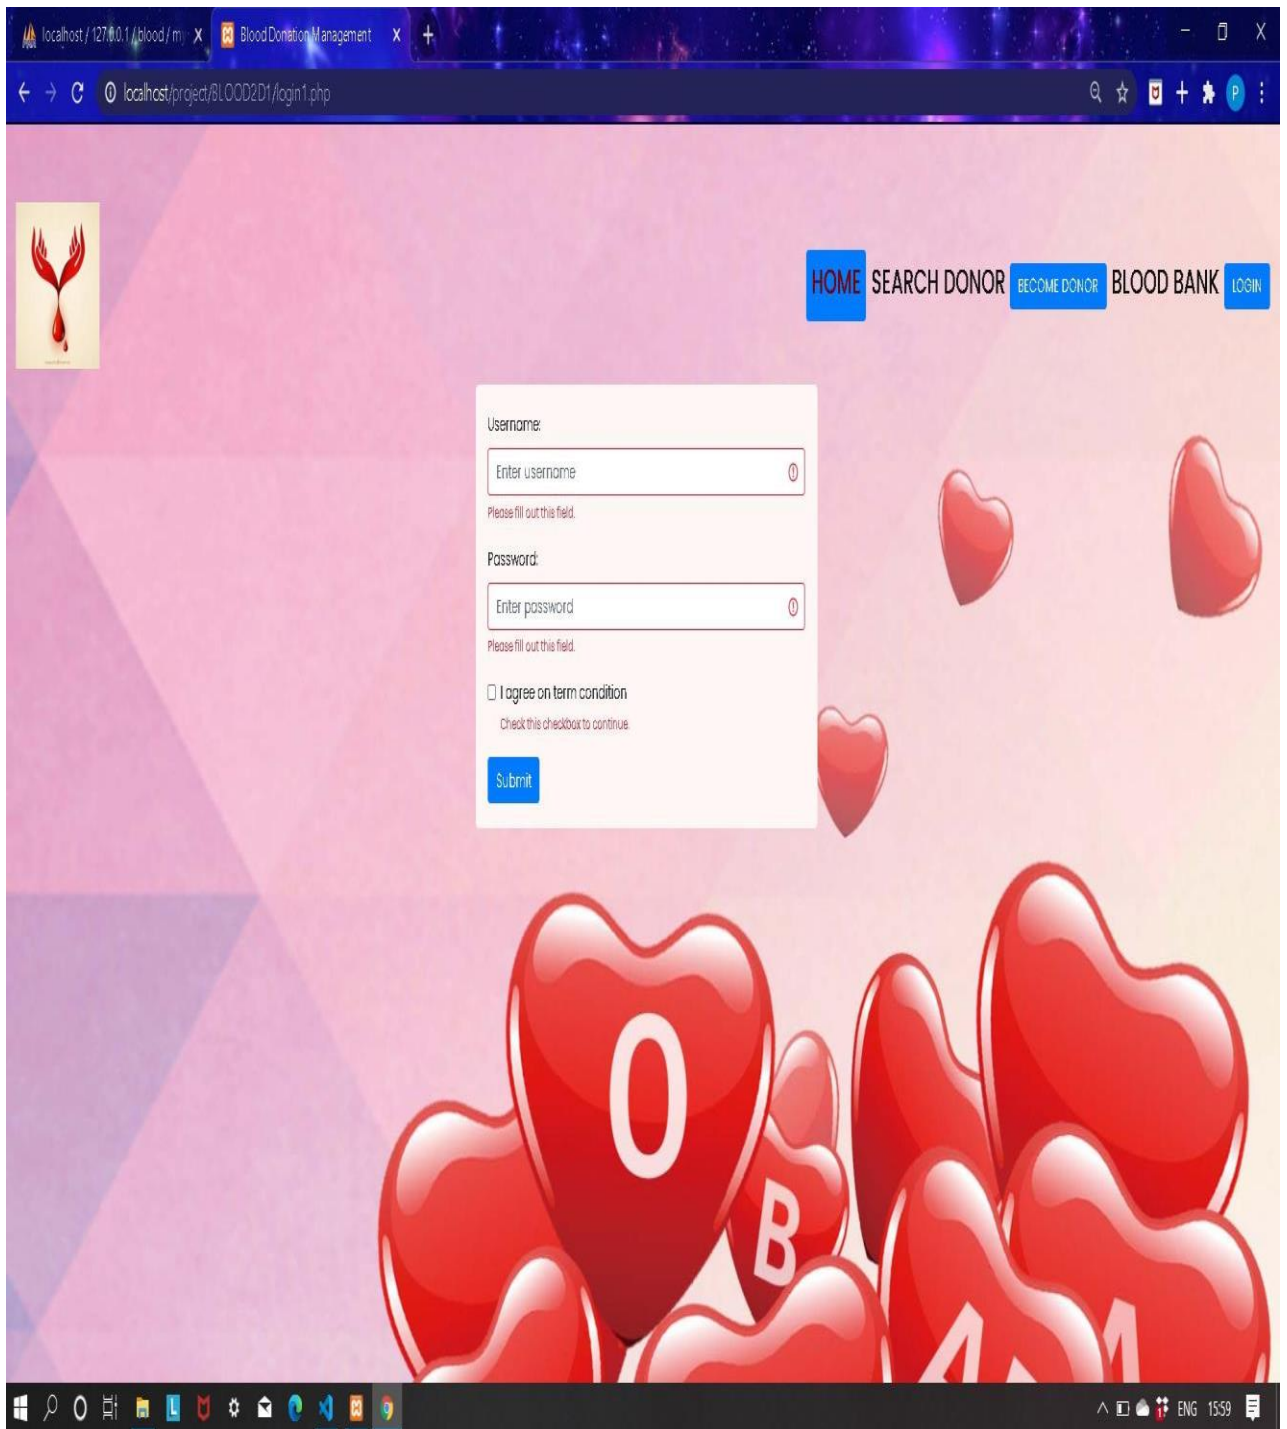 localhost / 127.0.0.1 / blood / m
Blood Donation Management
localhost/project/BLOOD2D1/login1.php
P
HOME SEARCH DONOR BECOME DONOR BLOOD BANK LOGIN
Username:
Enter username
Please fill out this field.
Password:
Enter password
Please fill out this field.
I agree on term condition
Check this checkbox to continue.
Submit
O
B
A
L
ENG 15:59